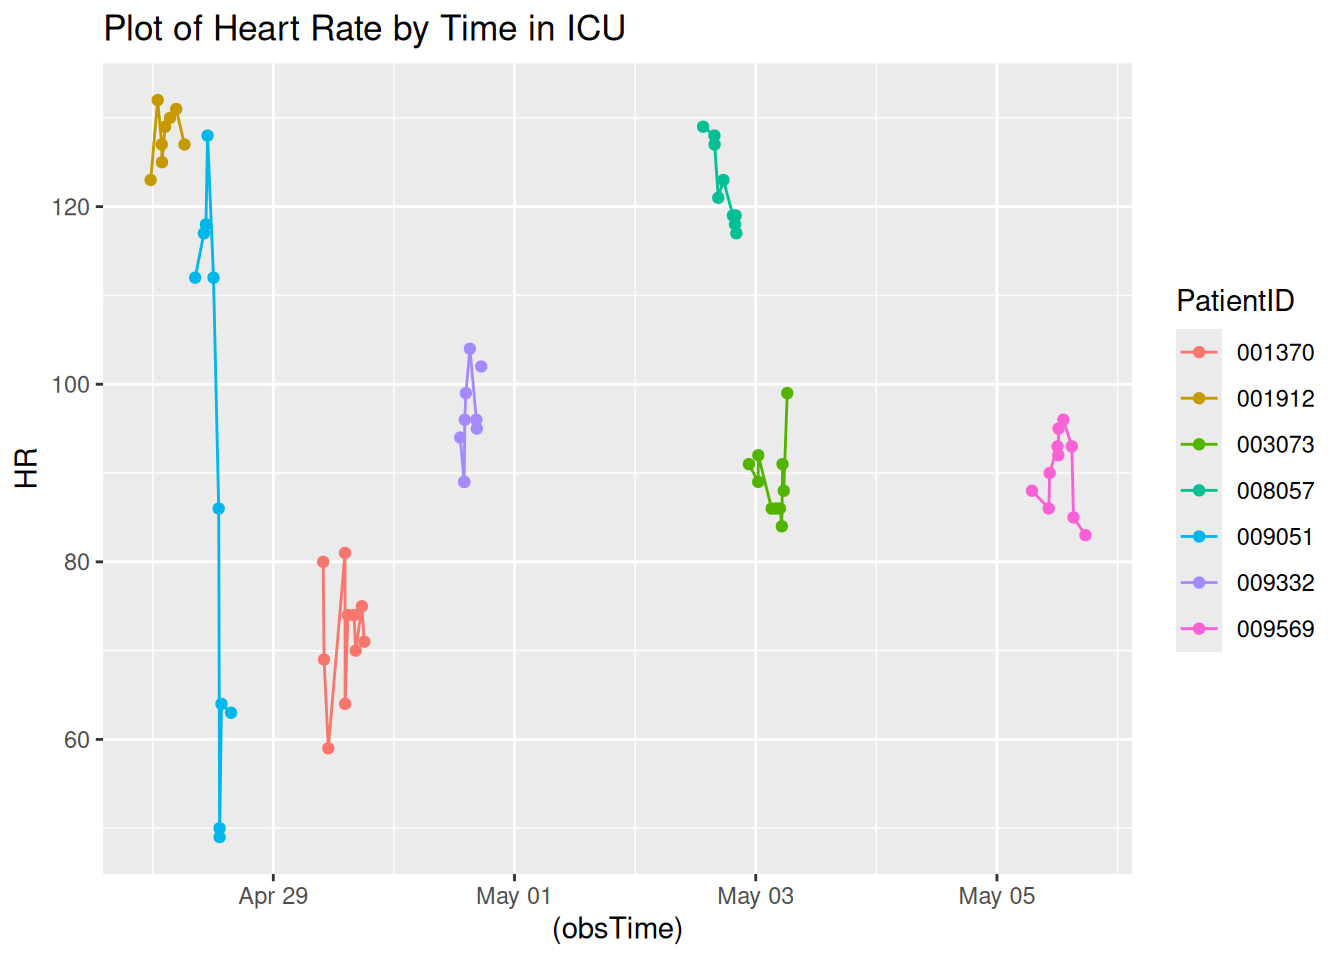 Plot of Heart Rate by Time in ICU
120
100
80
60
HR
Apr 29
May 01
May 03
May 05
(obsTime)
PatientID
001370
001912
003073
008057
009051
009332
009569